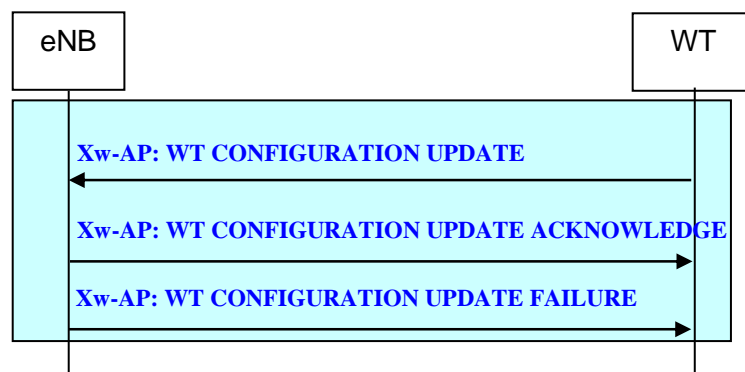 eNB
WT
Xw-AP: WT CONFIGURATION UPDATE
Xw-AP: WT CONFIGURATION UPDATE ACKNOWLEDGE
Xw-AP: WT CONFIGURATION UPDATE FAILURE